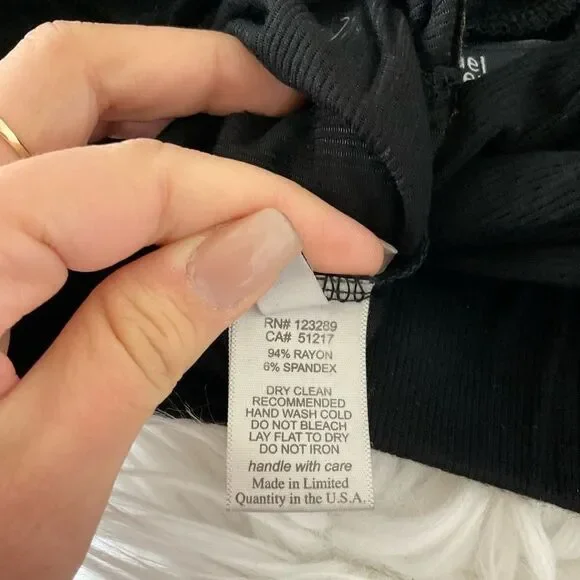 RN# 123289
CA# 51217
94% RAYON
6% SPANDEX
DRY CLEAN
RECOMMENDED
HAND WASH COLD
DO NOT BLEACH
LAY FLAT TO DRY
DO NOT IRON
handle with care
Made in Limited
Quantity in the U.S.A.